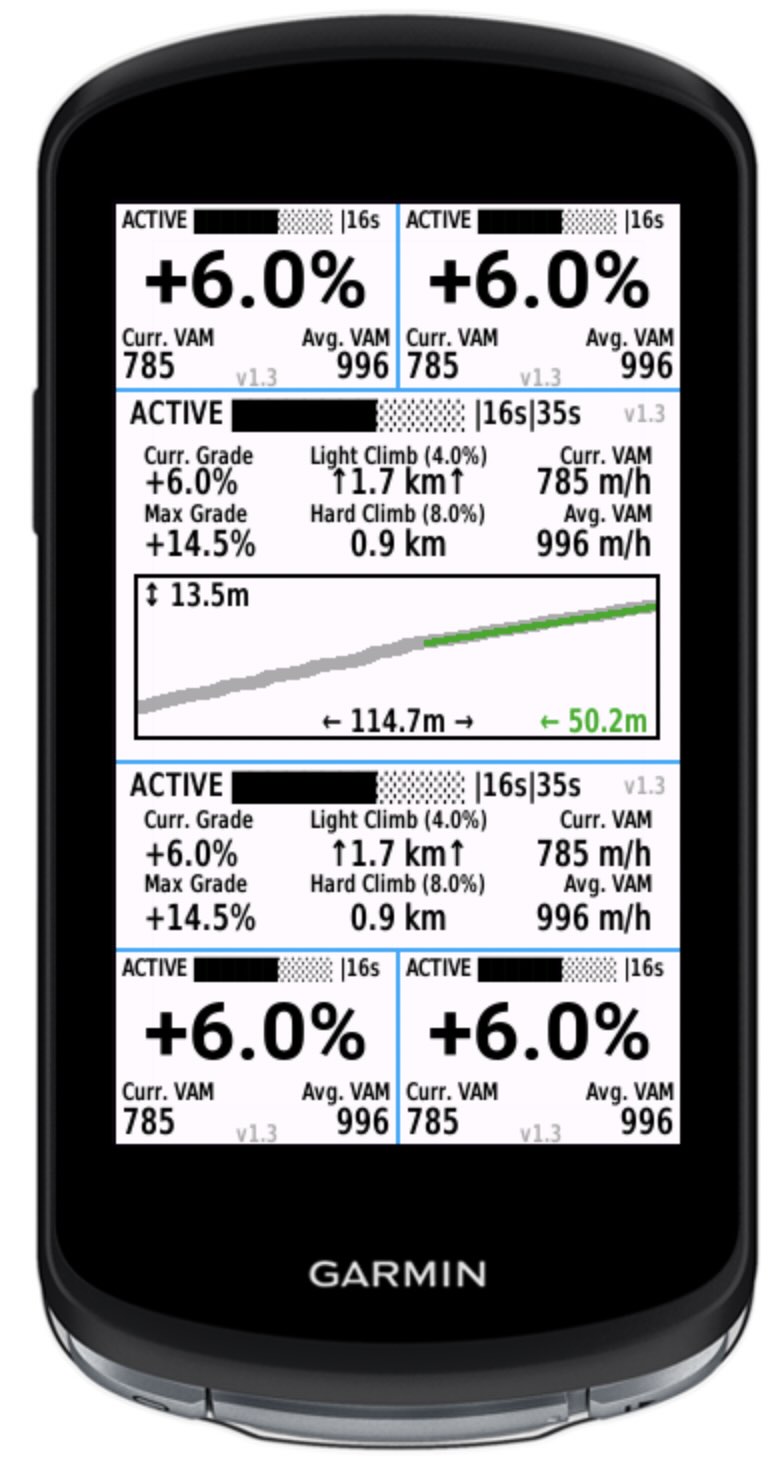 ACTIVE |16s ACTIVE |16s
+6.0% +6.0%
Curr. VAM Avg. VAM Curr. VAM Avg. VAM
785 v1.3 996 785 v1.3 996
ACTIVE |16s|35s v1.3
Curr. Grade Light Climb (4.0%) Curr. VAM
+6.0% ↑1.7 km↑ 785 m/h
Max Grade Hard Climb (8.0%) Avg. VAM
+14.5% 0.9 km 996 m/h
↕ 13.5m
← 114.7m → ← 50.2m
ACTIVE |16s|35s v1.3
Curr. Grade Light Climb (4.0%) Curr. VAM
+6.0% ↑1.7 km↑ 785 m/h
Max Grade Hard Climb (8.0%) Avg. VAM
+14.5% 0.9 km 996 m/h
ACTIVE |16s ACTIVE |16s
+6.0% +6.0%
Curr. VAM Avg. VAM Curr. VAM Avg. VAM
785 v1.3 996 785 v1.3 996
GARMIN